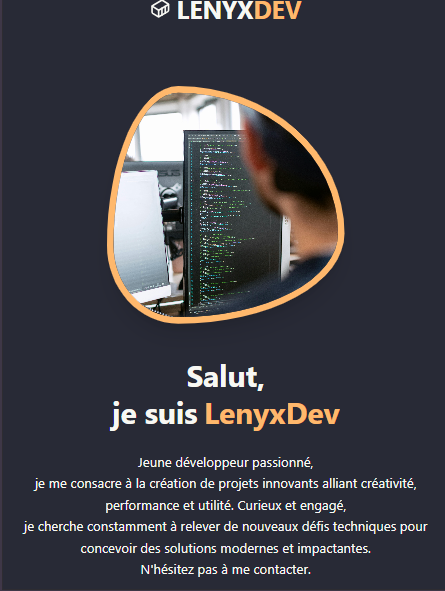 LENYXDEV
Salut,
je suis LenyxDev
Jeune développeur passionné,
je me consacre à la création de projets innovants alliant créativité,
performance et utilité. Curieux et engagé,
je cherche constamment à relever de nouveaux défis techniques pour
concevoir des solutions modernes et impactantes.
N'hésitez pas à me contacter.